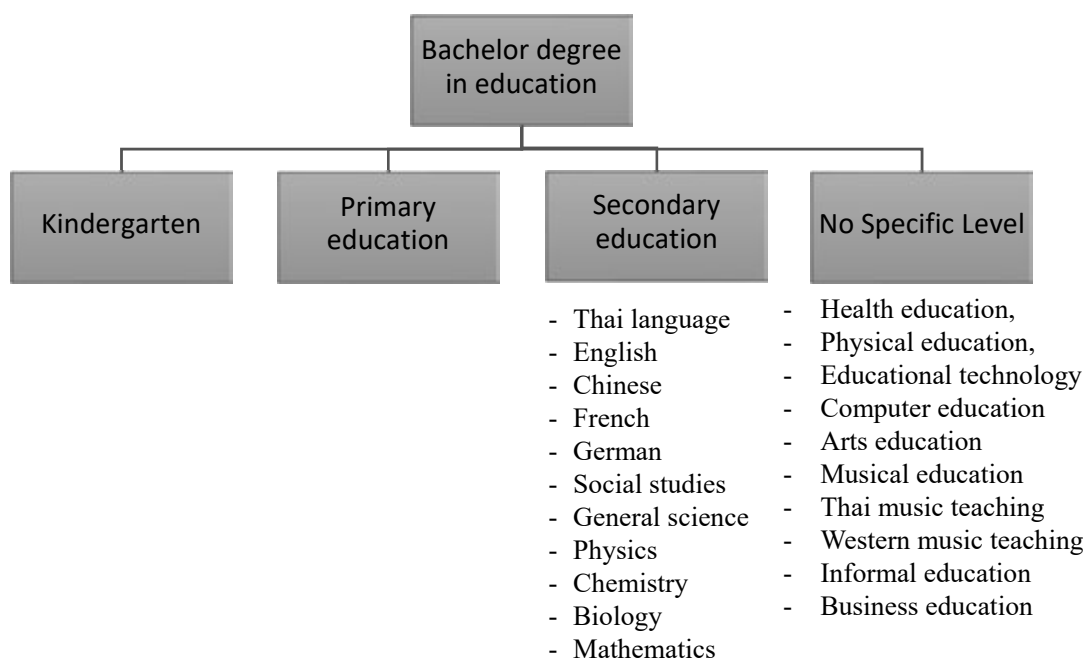 Bachelor degree
in education
Kindergarten
Primary
education
Secondary
education
No Specific Level
- Thai language
- English
- Chinese
- French
- German
- Social studies
- General science
- Physics
- Chemistry
- Biology
- Mathematics
- Health education,
- Physical education,
- Educational technology
- Computer education
- Arts education
- Musical education
- Thai music teaching
- Western music teaching
- Informal education
- Business education